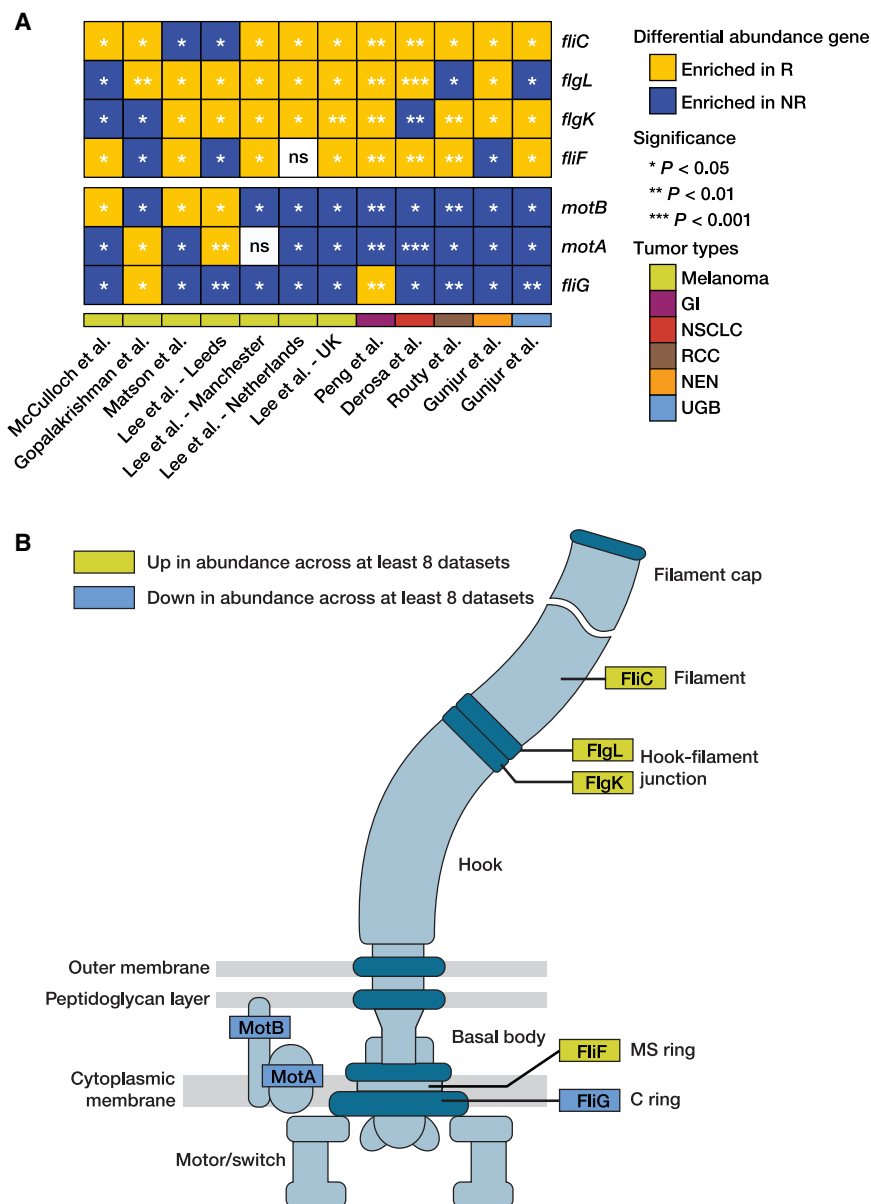 A
* * * * * * * ** ** * * * fliC
* ** * * * * * ** *** * * * flgL
* * * * * * ** ** ** ** * * flgK
* * * * * ns * ** ** * * * fliF
* * * * * * * ** * ** * * motB
* * * ** ns * * ** *** * * * motA
* * * ** * * * ** * ** * ** fliG
McCulloch et al.
Gopalakrishman et al.
Matson et al.
Lee et al. - Leeds
Lee et al. - Manchester
Lee et al. - Netherlands
Lee et al. - UK
Peng et al.
Derosa et al.
Routy et al.
Gunjur et al.
Gunjur et al.
Differential abundance gene
Enriched in R
Enriched in NR
Significance
* P < 0.05
** P < 0.01
*** P < 0.001
Tumor types
Melanoma
GI
NSCLC
RCC
NEN
UGB
B
Up in abundance across at least 8 datasets
Down in abundance across at least 8 datasets
Filament cap
FliC Filament
FlgL
Hook-filament
junction
FlgK
Hook
Outer membrane
Peptidoglycan layer
MotB
Basal body
FliF MS ring
MotA
Cytoplasmic
membrane
FliG C ring
Motor/switch